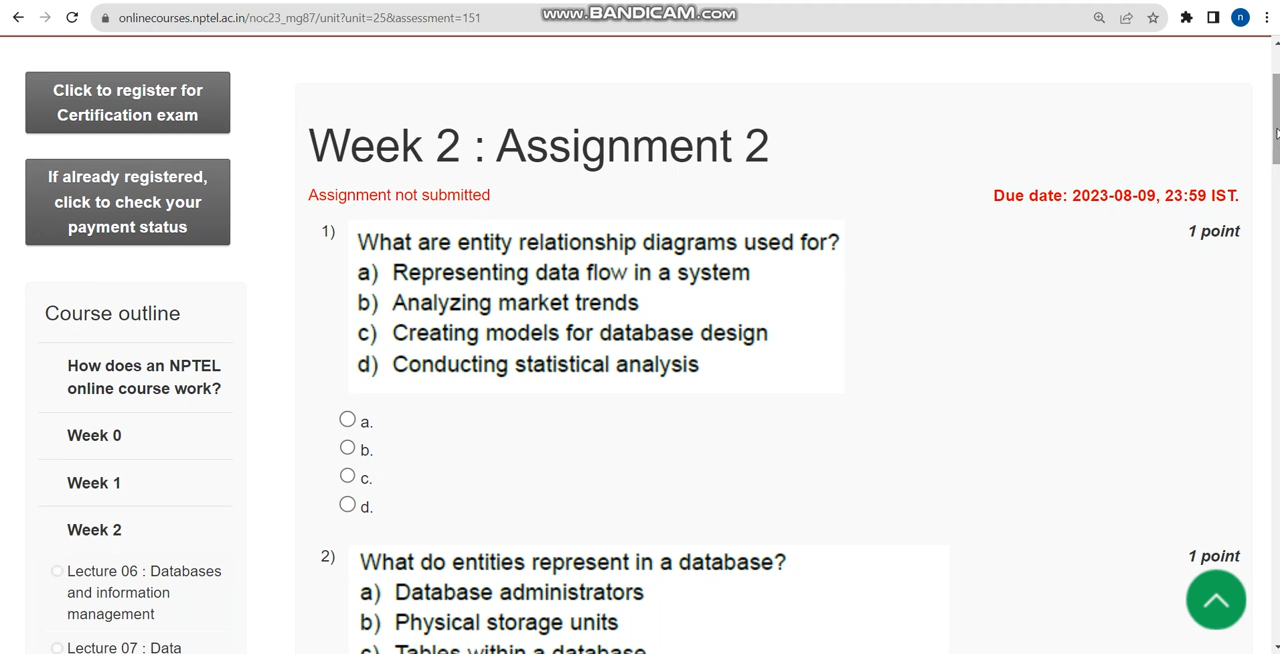 onlinecourses.nptel.ac.in/noc23_mg87/unit?unit=25&assessment=151
www.BANDICAM.com
n
Click to register for
Certification exam
If already registered,
click to check your
payment status
Course outline
How does an NPTEL
online course work?
Week 0
Week 1
Week 2
Lecture 06 : Databases
and information
management
Lecture 07 : Data
Week 2 : Assignment 2
Assignment not submitted
Due date: 2023-08-09, 23:59 IST.
1)
What are entity relationship diagrams used for?
1 point
a) Representing data flow in a system
b) Analyzing market trends
c) Creating models for database design
d) Conducting statistical analysis
a.
b.
c.
d.
2)
What do entities represent in a database?
1 point
a) Database administrators
b) Physical storage units
c) Tables within a database